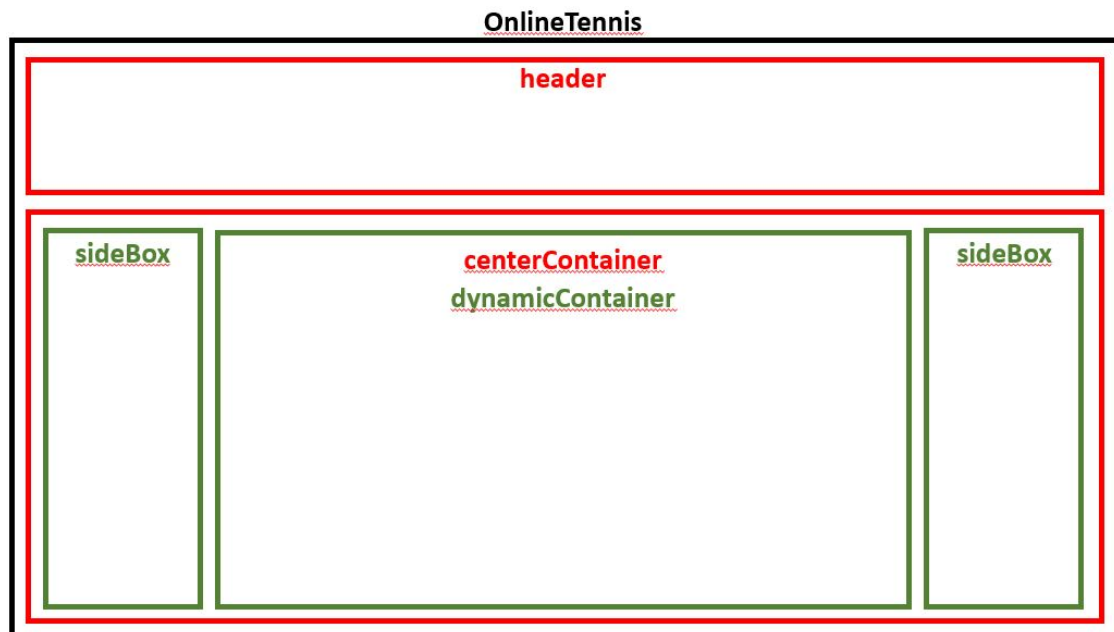 OnlineTennis
header
sideBox
centerContainer
sideBox
dynamicContainer